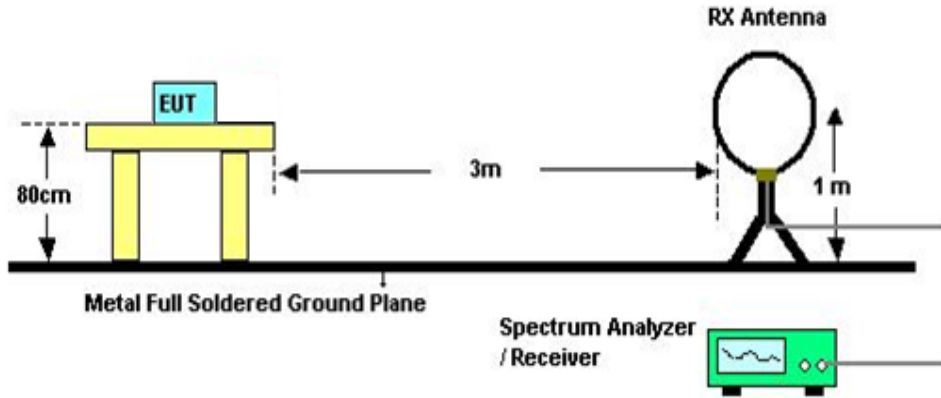 RX Antenna
EUT
80cm
3m
1 m
Metal Full Soldered Ground Plane
Spectrum Analyzer
/ Receiver